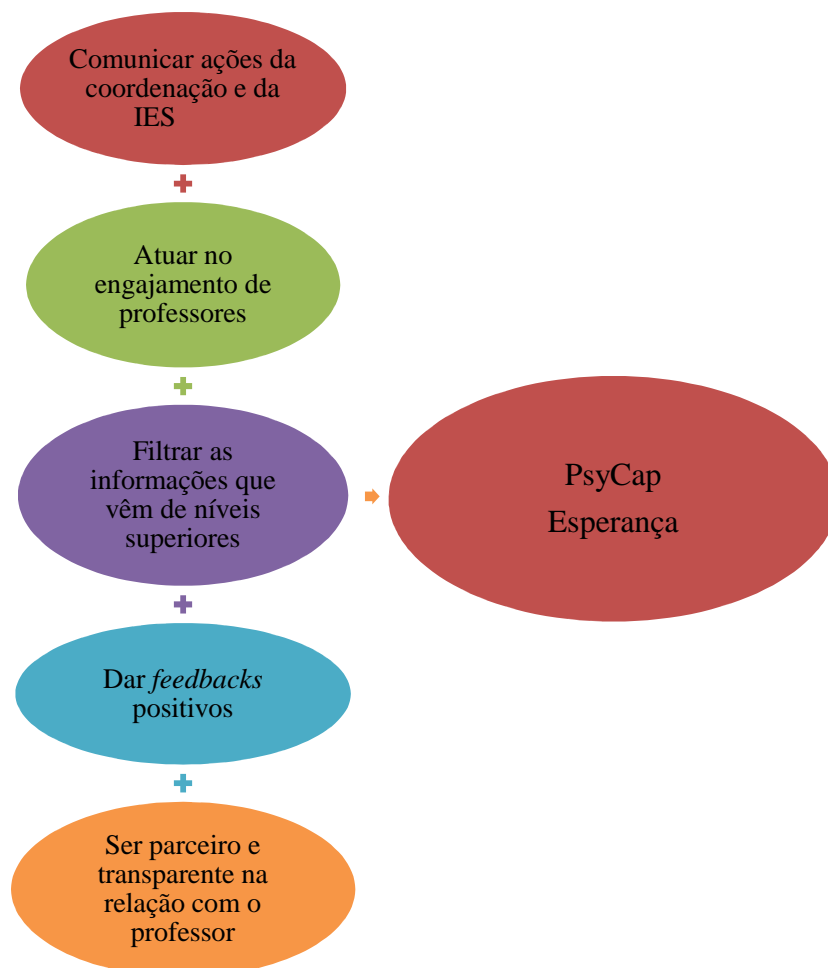 Comunicar ações da
coordenação e da
IES
Atuar no
engajamento de
professores
Filtrar as
informações que
vêm de níveis
superiores
Dar feedbacks
positivos
Ser parceiro e
transparente na
relação com o
professor
PsyCap
Esperança